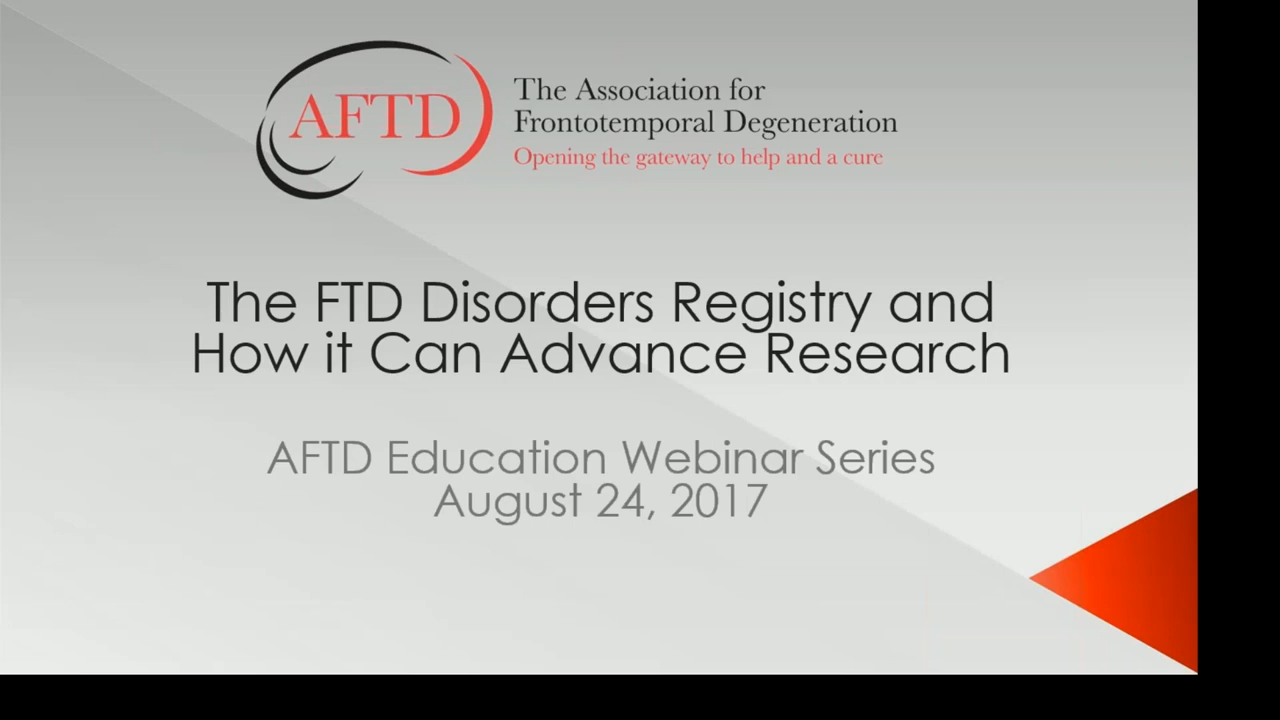 AFTD
The Association for
Frontotemporal Degeneration
Opening the gateway to help and a cure
The FTD Disorders Registry and
How it Can Advance Research
AFTD Education Webinar Series
August 24, 2017